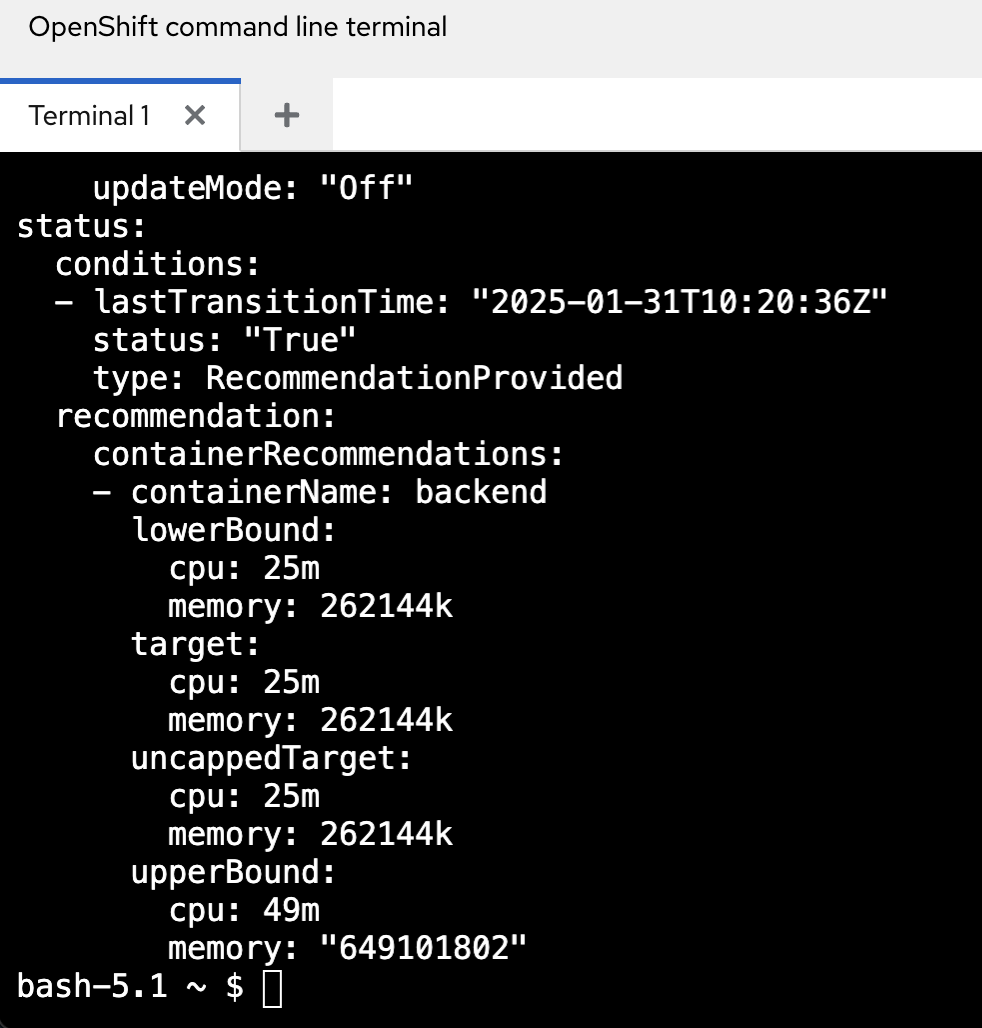 OpenShift command line terminal
Terminal 1
updateMode: "Off"
status:
conditions:
- lastTransitionTime: "2025-01-31T10:20:36Z"
status: "True"
type: RecommendationProvided
recommendation:
containerRecommendations:
- containerName: backend
lowerBound:
cpu: 25m
memory: 262144k
target:
cpu: 25m
memory: 262144k
uncappedTarget:
cpu: 25m
memory: 262144k
upperBound:
cpu: 49m
memory: "649101802"
bash-5.1 ~ $